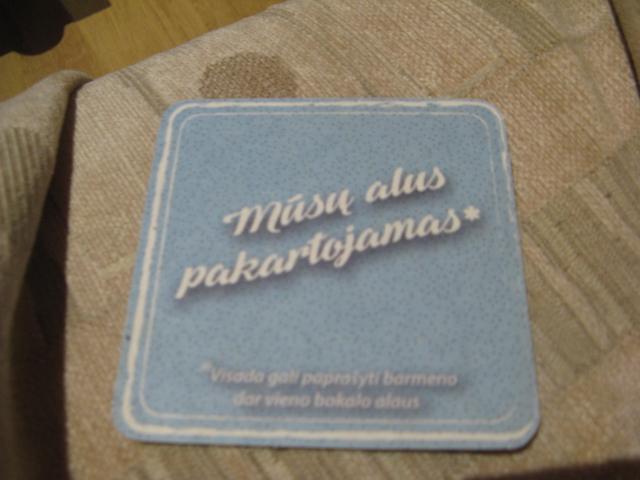 Mūsų alus
pakartojamas*
*Visada gali paprašyti barmeno
dar vieno bokalo alaus